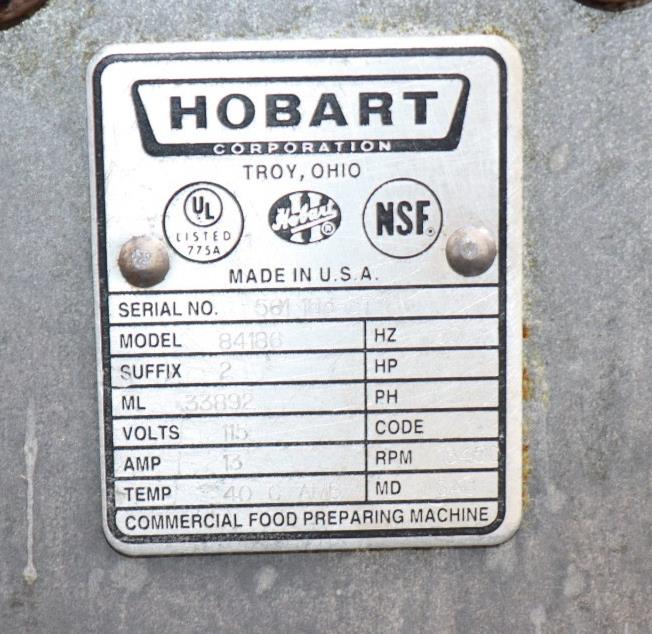 HOBART
CORPORATION
TROY, OHIO
UL
LISTED
775A
Hobart
®
NSF®
MADE IN U.S.A.
SERIAL NO.
MODEL 84186 HZ
SUFFIX 2 HP
ML 33892 PH
VOLTS 115 CODE
AMP 13 RPM
TEMP 40 C AMB MD
COMMERCIAL FOOD PREPARING MACHINE